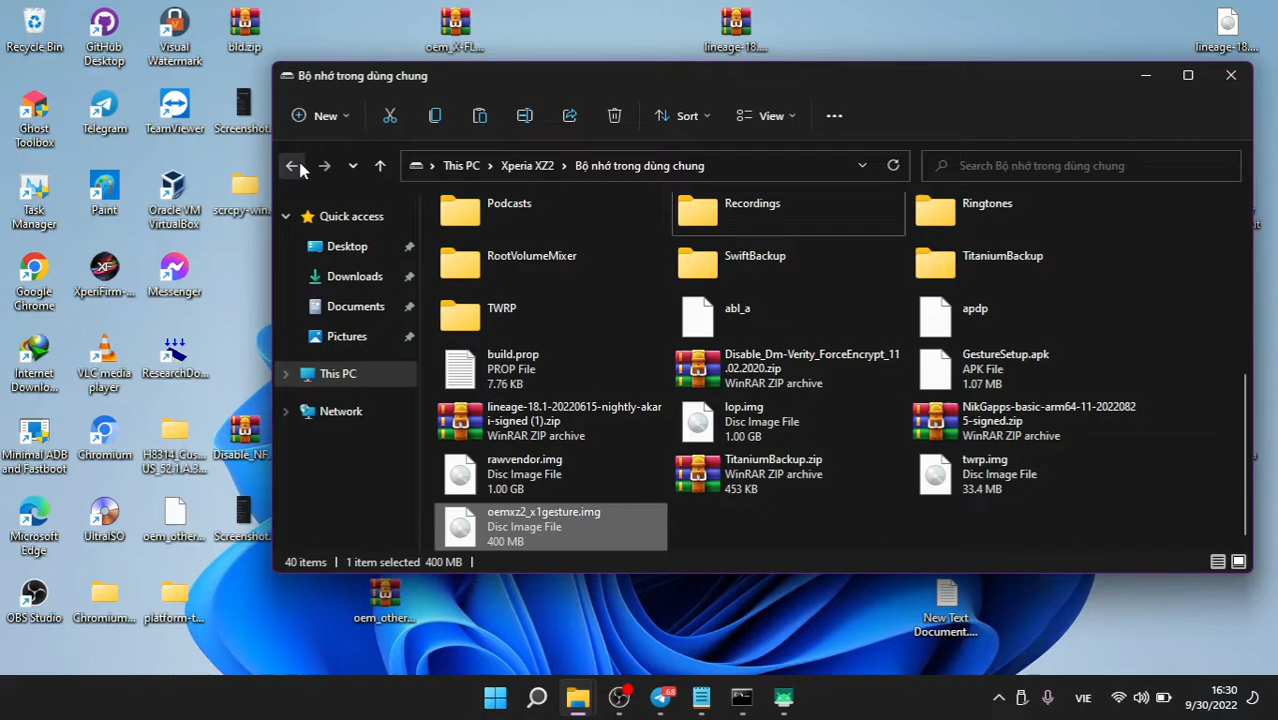 Recycle Bin
GitHub
Desktop
Visual
Watermark
bld.zip
oem_X-FL...
lineage-18....
lineage-18....
Ghost
Toolbox
Telegram
TeamViewer
Screenshot...
Task
Manager
Paint
Oracle VM
VirtualBox
scrcpy-win...
Google
Chrome
XperiFirm-...
Messenger
Internet
Downlo...
VLC media
player
ResearchDo...
Minimal ADB
and Fastboot
Chromium
H8314_Cus...
US_52.1.A.3...
Disable_NF...
Microsoft
Edge
UltraISO
oem_other...
Screenshot...
OBS Studio
Chromium...
platform-t...
oem_other...
New Text
Document....
Bộ nhớ trong dùng chung
New
Sort
View
This PC
Xperia XZ2
Bộ nhớ trong dùng chung
Search Bộ nhớ trong dùng chung
Quick access
Desktop
Downloads
Documents
Pictures
This PC
Network
Podcasts
Recordings
Ringtones
RootVolumeMixer
SwiftBackup
TitaniumBackup
TWRP
abl_a
apdp
build.prop
PROP File
7.76 KB
Disable_Dm-Verity_ForceEncrypt_11
.02.2020.zip
WinRAR ZIP archive
GestureSetup.apk
APK File
1.07 MB
lineage-18.1-20220615-nightly-akar
i-signed (1).zip
WinRAR ZIP archive
lop.img
Disc Image File
1.00 GB
NikGapps-basic-arm64-11-2022082
5-signed.zip
WinRAR ZIP archive
rawvendor.img
Disc Image File
1.00 GB
TitaniumBackup.zip
WinRAR ZIP archive
453 KB
twrp.img
Disc Image File
33.4 MB
oemxz2_x1gesture.img
Disc Image File
400 MB
40 items
1 item selected 400 MB
68
VIE
16:30
9/30/2022